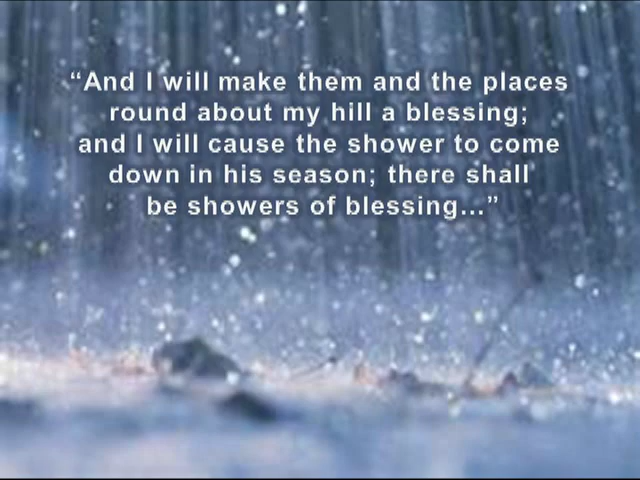 “And I will make them and the places
round about my hill a blessing;
and I will cause the shower to come
down in his season; there shall
be showers of blessing...”